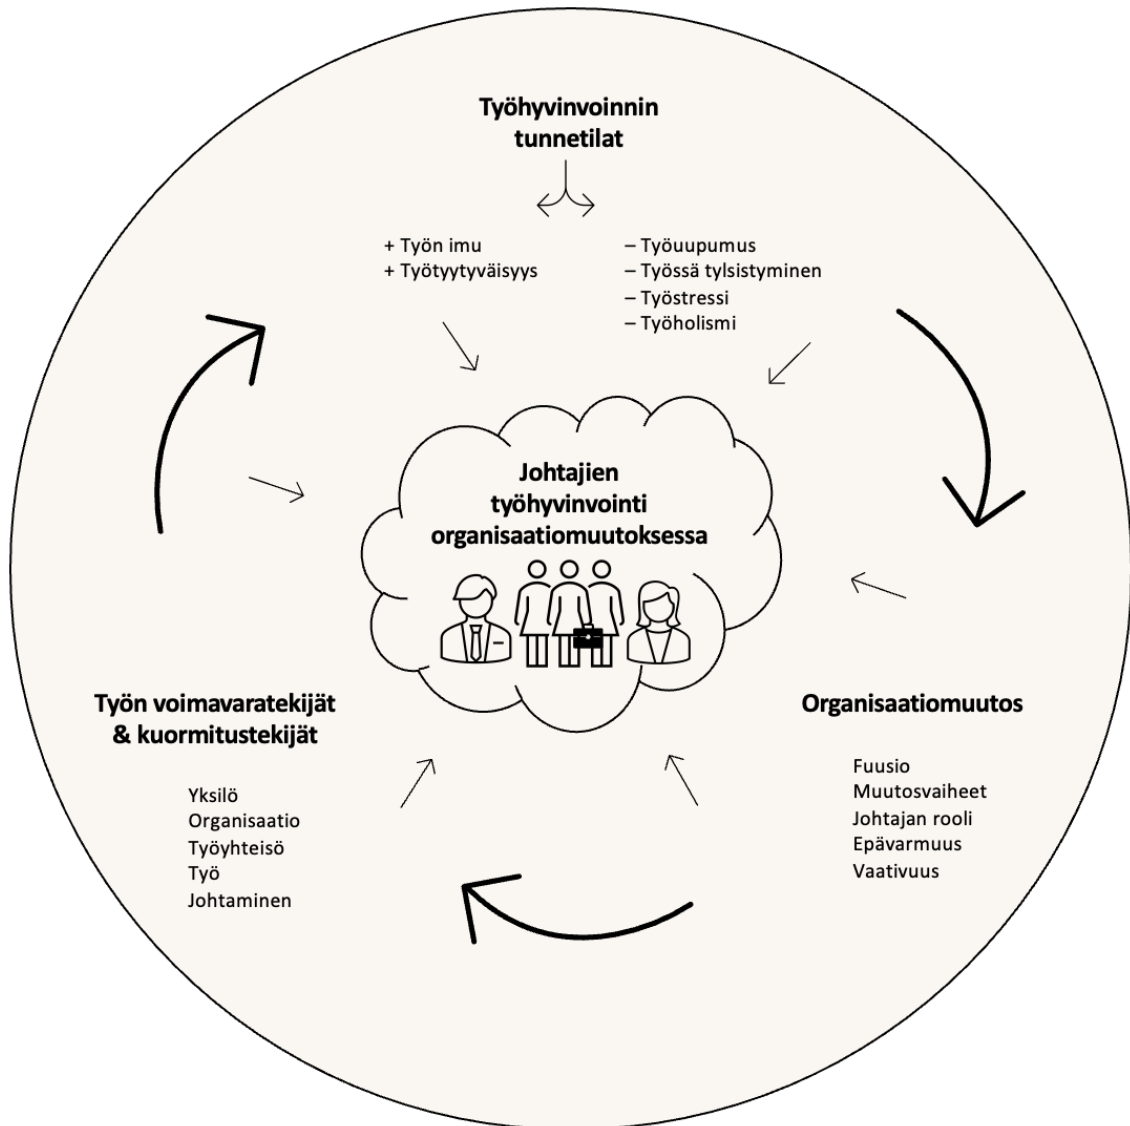 Työhyvinvoinnin
tunnetilat
+ Työn imu
+ Työtyytyväisyys
– Työuupumus
– Työssä tylsistyminen
– Työstressi
– Työholismi
Johtajien
työhyvinvointi
organisaatiomuutoksessa
Työn voimavaratekijät
& kuormitustekijät
Yksilö
Organisaatio
Työyhteisö
Työ
Johtaminen
Organisaatiomuutos
Fuusio
Muutosvaiheet
Johtajan rooli
Epävarmuus
Vaativuus